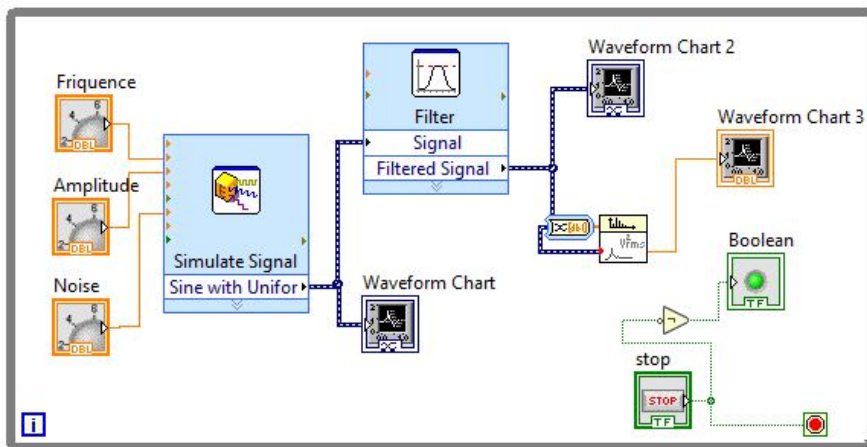 Friquence
DBL
Amplitude
DBL
Noise
DBL
Simulate Signal
Sine with Unifor
Filter
Signal
Filtered Signal
Waveform Chart
Waveform Chart 2
Waveform Chart 3
DBL
Boolean
TF
stop
STOP
TF
i